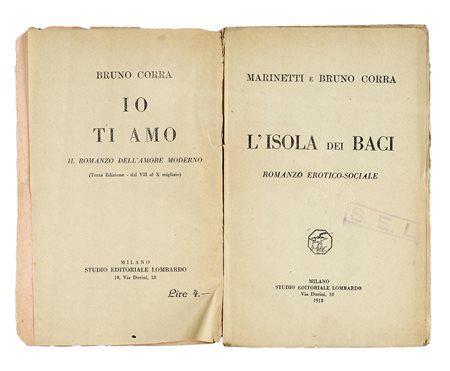 BRUNO CORRA
IO
TI AMO
IL ROMANZO DELL'AMORE MODERNO
(Terza Edizione - dal VII al X migliaio)
MILANO
STUDIO EDITORIALE LOMBARDO
18, Via Durini, 18
Lire 4.—
MARINETTI E BRUNO CORRA
L'ISOLA DEI BACI
ROMANZO EROTICO-SOCIALE
S.E.L
MILANO
STUDIO EDITORIALE LOMBARDO
Via Durini, 18
1918